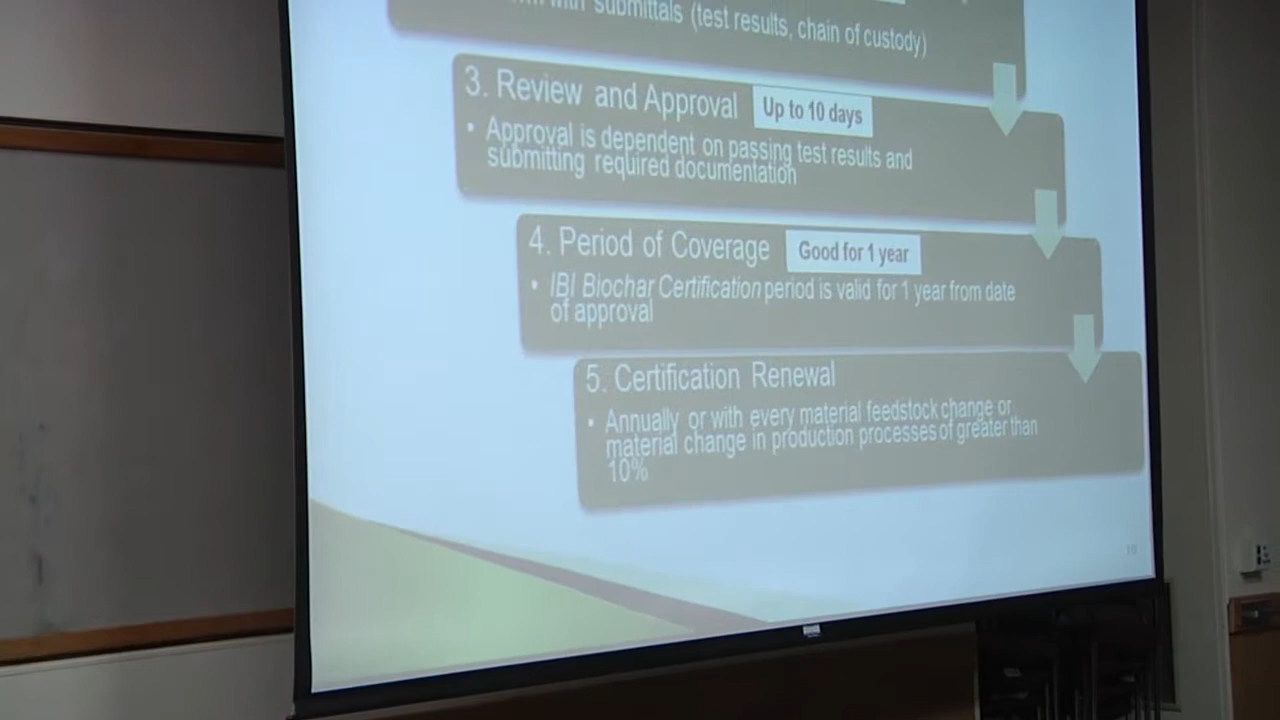 with submittals (test results, chain of custody)
3. Review and Approval
Up to 10 days
• Approval is dependent on passing test results and
submitting required documentation
4. Period of Coverage
Good for 1 year
• IBI Biochar Certification period is valid for 1 year from date
of approval
5. Certification Renewal
• Annually or with every material feedstock change or
material change in production processes of greater than
10%
10